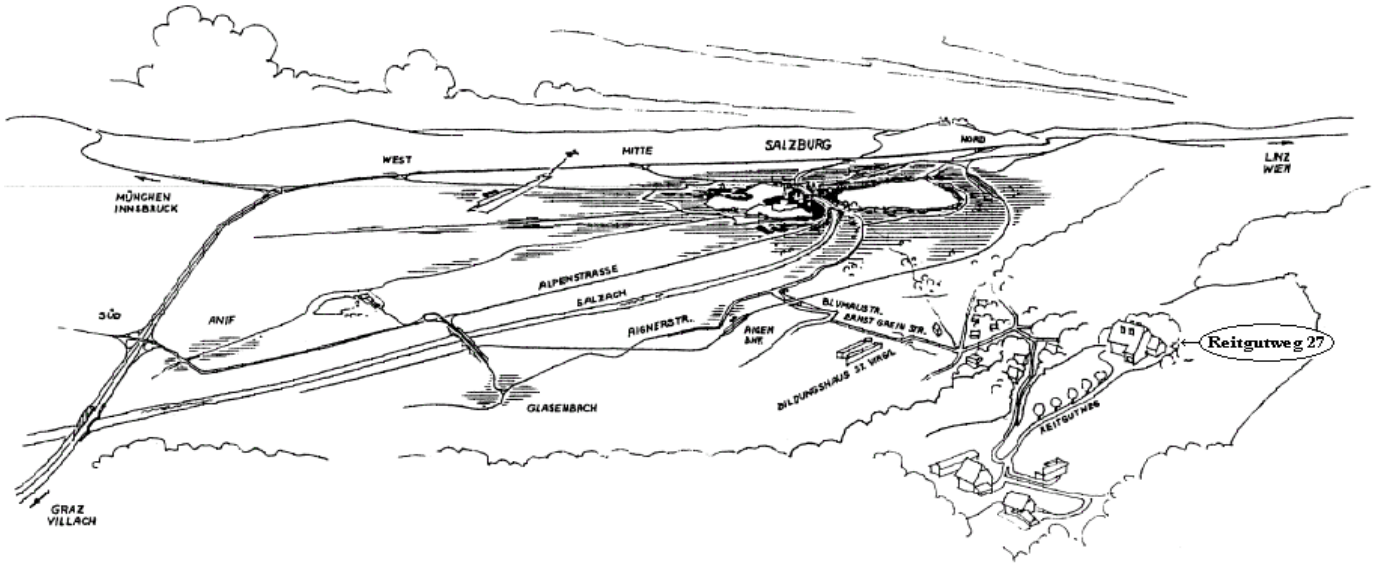 SALZBURG
NORD
MITTE
WEST
LINZ
WIEN
MÜNCHEN
INNSBRUCK
ALPENSTRASSE
SALZACH
SÜD
ANIF
AIGNERSTR.
AIGEN
BHF.
BLUMAUSTR.
ERNST GREIN STR.
Reitgutweg 27
BILDUNGSHAUS ST. VIRGIL
GLASENBACH
REITGUTWEG
GRAZ
VILLACH